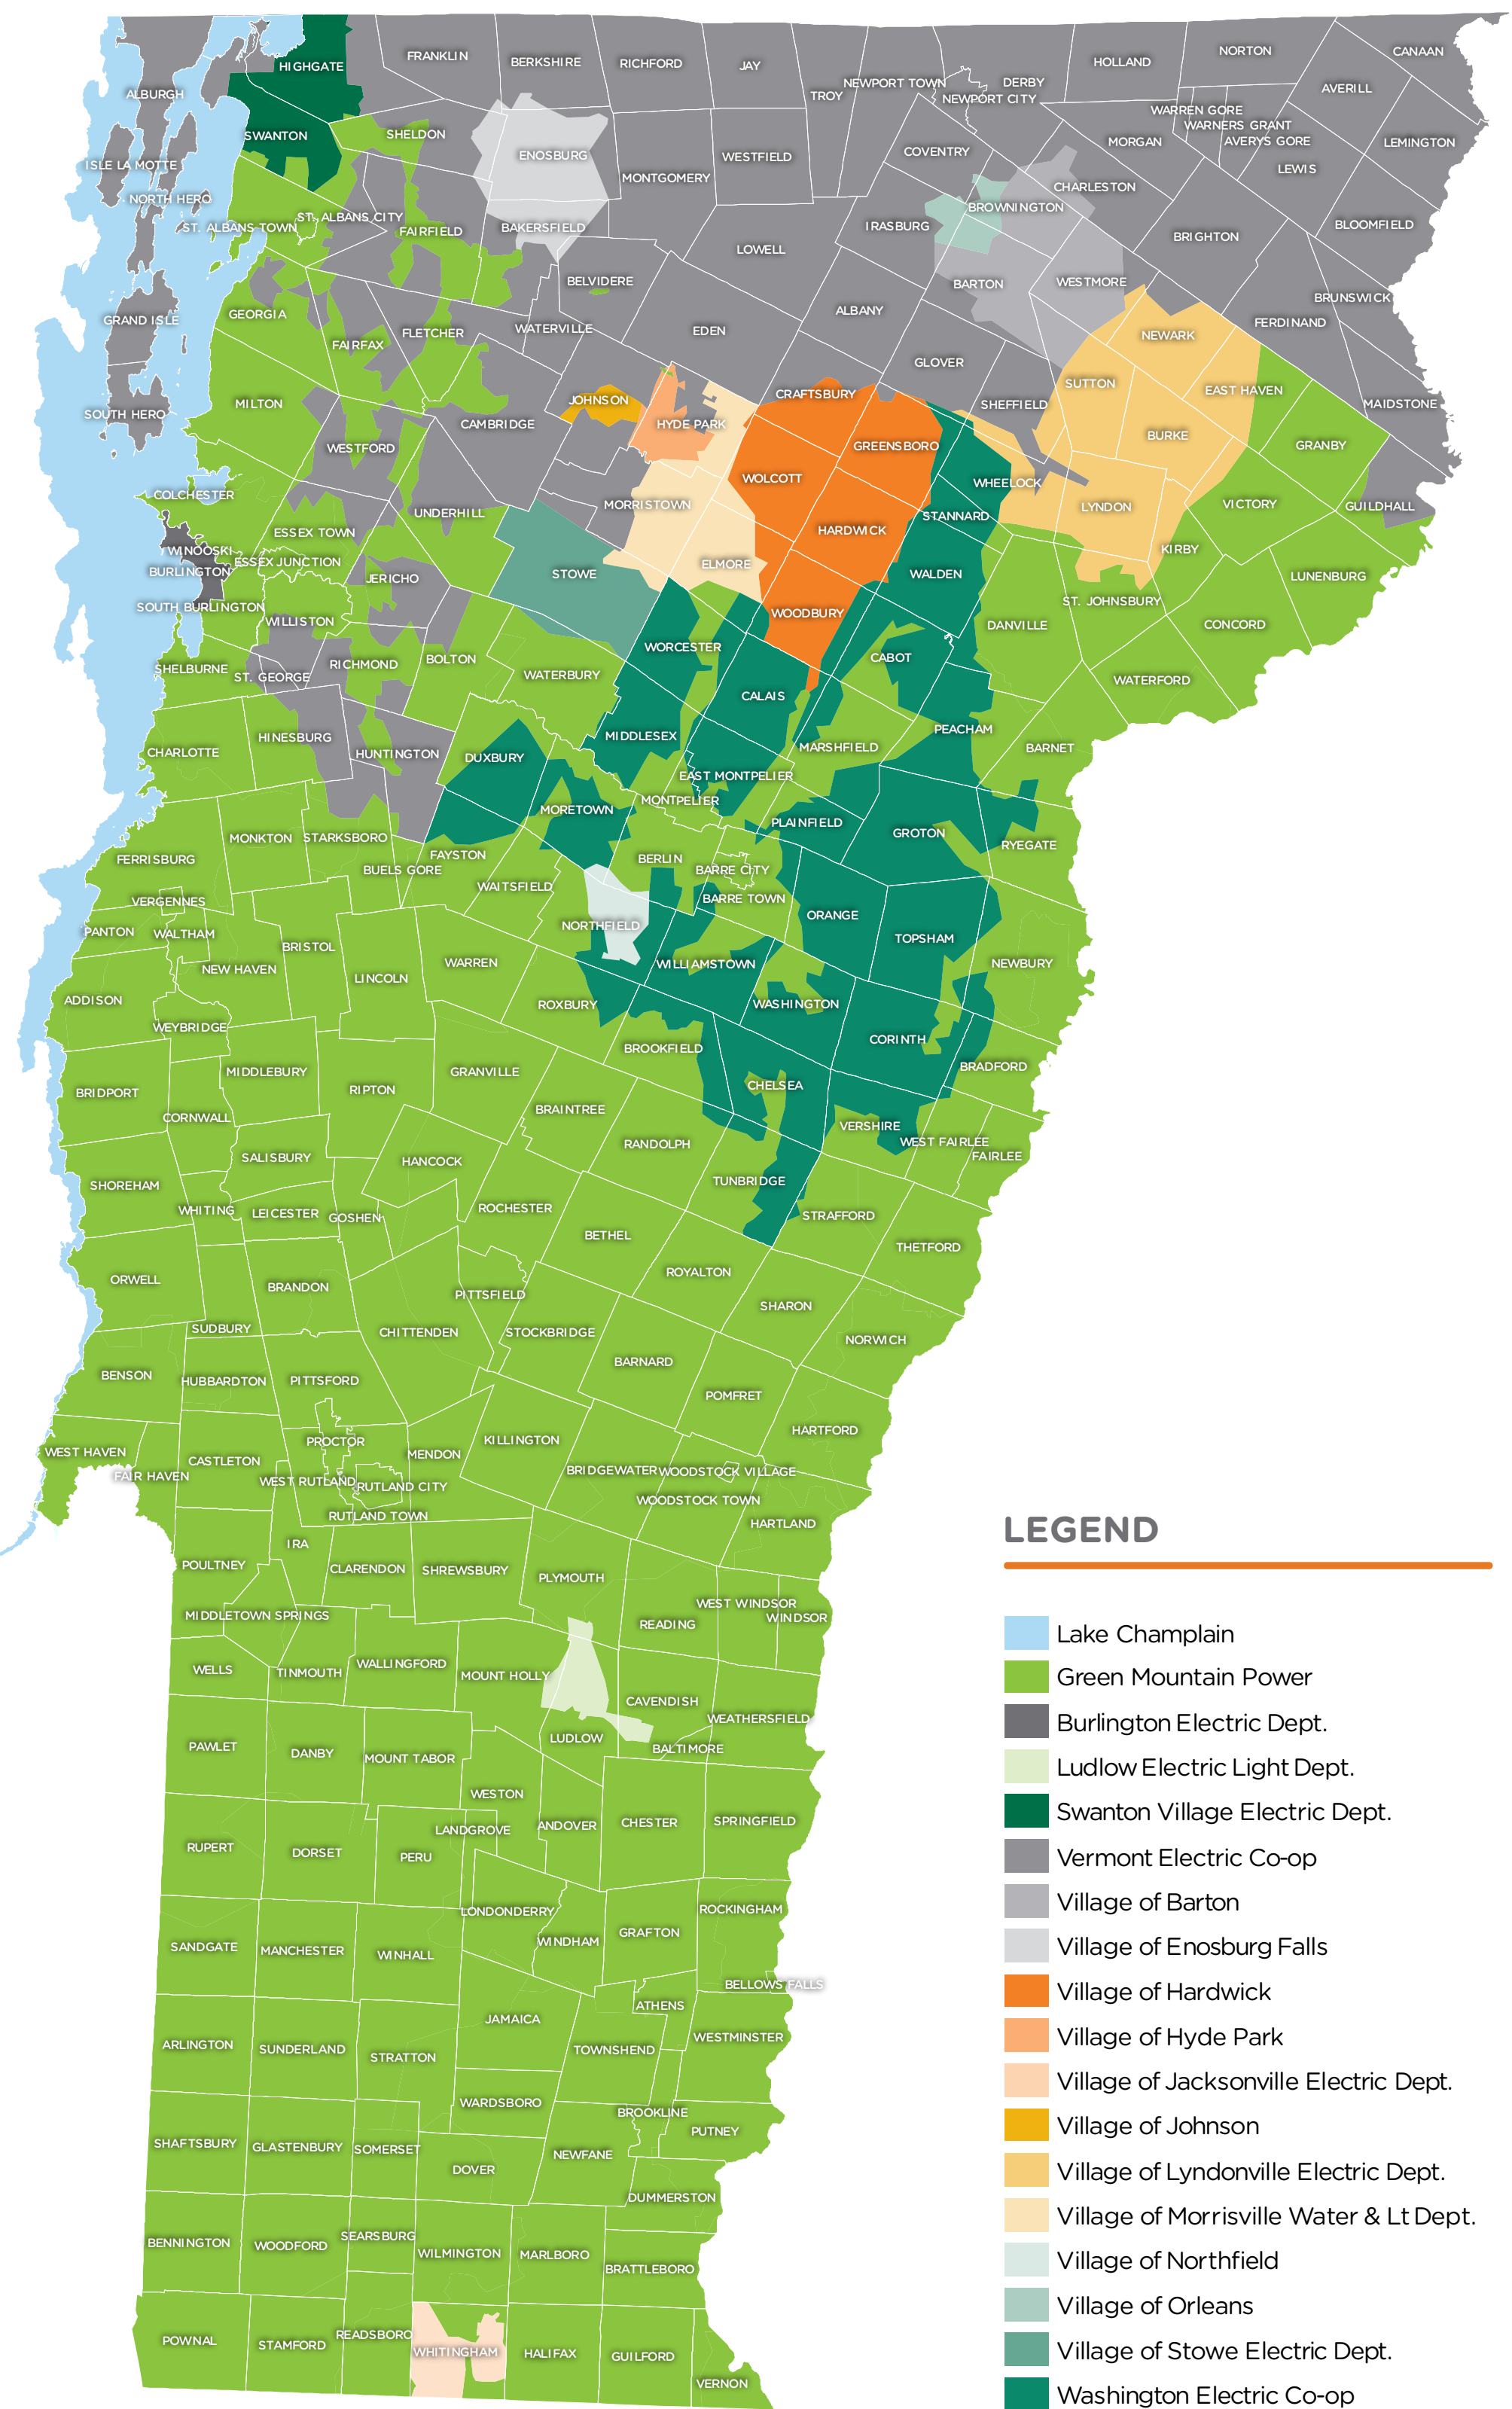 HIGHGATE
FRANKLIN
BERKSHIRE
RICHFORD
JAY
TROY
NEWPORT TOWN
NEWPORT CITY
DERBY
HOLLAND
NORTON
CANAAN
AVERILL
ALBURGH
WARREN GORE
WARNERS GRANT
AVERYS GORE
LEMINGTON
LEWIS
MORGAN
SWANTON
SHELDON
ENOSBURG
MONTGOMERY
WESTFIELD
COVENTRY
CHARLESTON
ISLE LA MOTTE
NORTH HERO
ST. ALBANS TOWN
ST. ALBANS CITY
FAIRFIELD
BAKERSFIELD
LOWELL
IRASBURG
BROWNINGTON
BRIGHTON
BLOOMFIELD
BELVIDERE
BARTON
WESTMORE
BRUNSWICK
GRAND ISLE
GEORGIA
FAIRFAX
FLETCHER
WATERVILLE
EDEN
ALBANY
NEWARK
FERDINAND
GLOVER
SUTTON
EAST HAVEN
MAIDSTONE
SOUTH HERO
MILTON
JOHNSON
CRAFTSBURY
SHEFFIELD
WESTFORD
CAMBRIDGE
HYDE PARK
GREENSBORO
BURKE
GRANBY
COLCHESTER
WOLCOTT
WHEELOCK
LYNDON
VICTORY
GUILDHALL
UNDERHILL
MORRISTOWN
STANNARD
ESSEX TOWN
HARDWICK
WINOOSKI
ESSEX JUNCTION
BURLINGTON
JERICHO
STOWE
ELMORE
WALDEN
KIRBY
LUNENBURG
SOUTH BURLINGTON
WILLISTON
WOODBURY
DANVILLE
ST. JOHNSBURY
CONCORD
SHELBURNE
ST. GEORGE
RICHMOND
BOLTON
WATERBURY
WORCESTER
CABOT
WATERFORD
CALAIS
CHARLOTTE
HINESBURG
HUNTINGTON
DUXBURY
MIDDLESEX
MARSHFIELD
PEACHAM
BARNET
EAST MONTPELIER
MONTPELIER
MORETOWN
PLAINFIELD
GROTON
RYEGATE
FERRISBURG
MONKTON
STARKSBORO
BUELS GORE
FAYSTON
WAITSFIELD
BERLIN
BARRE CITY
BARRE TOWN
VERGENNES
PANTON
WALTHAM
BRISTOL
NORTHFIELD
ORANGE
TOPSHAM
NEW HAVEN
LINCOLN
WARREN
WILLIAMSTOWN
NEWBURY
ADDISON
WEYBRIDGE
ROXBURY
WASHINGTON
CORINTH
BRIDPORT
MIDDLEBURY
RIPTON
GRANVILLE
BROOKFIELD
CHELSEA
BRADFORD
CORNWALL
BRAINTREE
RANDOLPH
VERSHIRE
WEST FAIRLEE
FAIRLEE
SALISBURY
HANCOCK
SHOREHAM
WHITING
LEICESTER
GOSHEN
ROCHESTER
TUNBRIDGE
STRAFFORD
BETHEL
THETFORD
ORWELL
BRANDON
ROYALTON
PITTSFIELD
SHARON
SUDBURY
CHITTENDEN
STOCKBRIDGE
NORWICH
BENSON
HUBBARDTON
PITTSFORD
BARNARD
POMFRET
HARTFORD
WEST HAVEN
PROCTOR
MENDON
KILLINGTON
FAIR HAVEN
CASTLETON
WEST RUTLAND
RUTLAND CITY
BRIDGEWATER
WOODSTOCK VILLAGE
WOODSTOCK TOWN
RUTLAND TOWN
HARTLAND
IRA
POULTNEY
CLARENDON
SHREWSBURY
PLYMOUTH
WEST WINDSOR
WINDSOR
MIDDLETOWN SPRINGS
READING
WELLS
TINMOUTH
WALLINGFORD
MOUNT HOLLY
CAVENDISH
WEATHERSFIELD
LUDLOW
BALTIMORE
PAWLET
DANBY
MOUNT TABOR
WESTON
ANDOVER
CHESTER
SPRINGFIELD
LANDGROVE
RUPERT
DORSET
PERU
LONDONDERRY
ROCKINGHAM
WINDHAM
GRAFTON
SANDGATE
MANCHESTER
WINHALL
BELLOWS FALLS
ATHENS
JAMAICA
WESTMINSTER
ARLINGTON
SUNDERLAND
STRATTON
TOWNSHEND
WARDSBORO
BROOKLINE
PUTNEY
SHAFTSBURY
GLASTENBURY
SOMERSET
NEWFANE
DOVER
DUMMERSTON
BENNINGTON
WOODFORD
SEARSBURG
WILMINGTON
MARLBORO
BRATTLEBORO
POWNAL
STAMFORD
READSBORO
WHITINGHAM
HALIFAX
GUILFORD
VERNON
LEGEND
Lake Champlain
Green Mountain Power
Burlington Electric Dept.
Ludlow Electric Light Dept.
Swanton Village Electric Dept.
Vermont Electric Co-op
Village of Barton
Village of Enosburg Falls
Village of Hardwick
Village of Hyde Park
Village of Jacksonville Electric Dept.
Village of Johnson
Village of Lyndonville Electric Dept.
Village of Morrisville Water & Lt Dept.
Village of Northfield
Village of Orleans
Village of Stowe Electric Dept.
Washington Electric Co-op